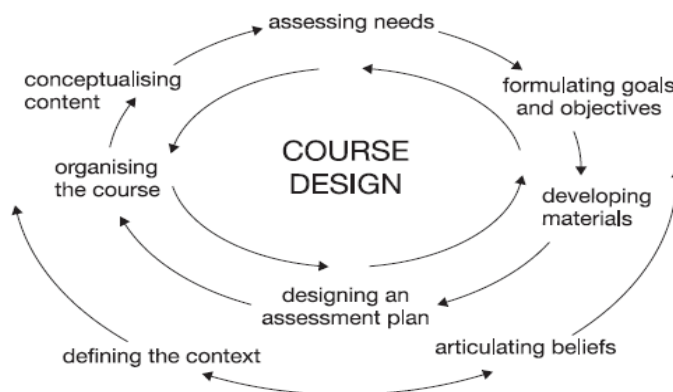 assessing needs
conceptualising
content
formulating goals
and objectives
organising
the course
COURSE
DESIGN
developing
materials
designing an
assessment plan
defining the context
articulating beliefs